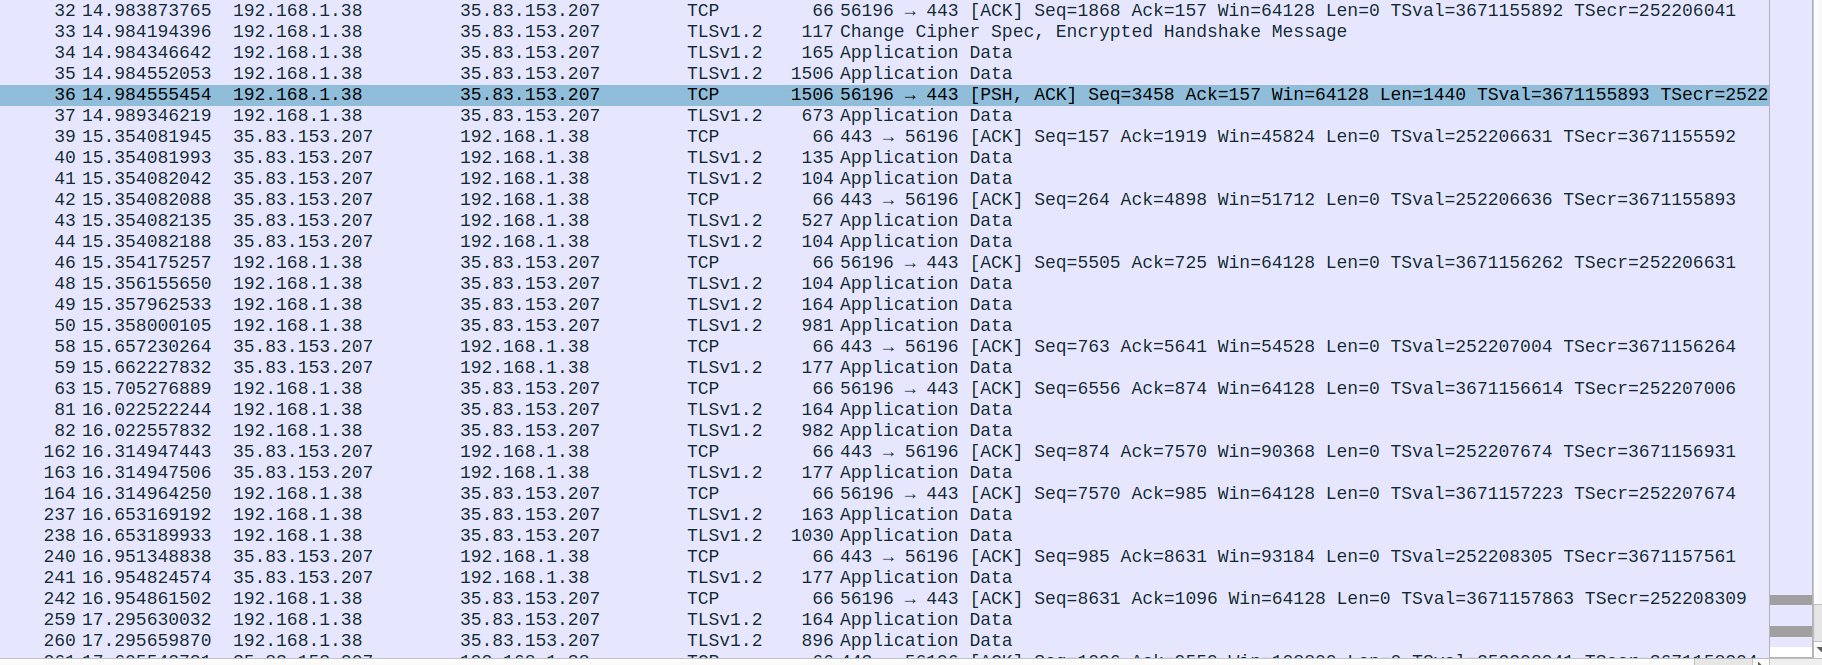 32 14.983873765 192.168.1.38 35.83.153.207 TCP 66 56196 → 443 [ACK] Seq=1868 Ack=157 Win=64128 Len=0 TSval=3671155892 TSecr=252206041
33 14.984194396 192.168.1.38 35.83.153.207 TLSv1.2 117 Change Cipher Spec, Encrypted Handshake Message
34 14.984346642 192.168.1.38 35.83.153.207 TLSv1.2 165 Application Data
35 14.984552053 192.168.1.38 35.83.153.207 TLSv1.2 1506 Application Data
36 14.984555454 192.168.1.38 35.83.153.207 TCP 1506 56196 → 443 [PSH, ACK] Seq=3458 Ack=157 Win=64128 Len=1440 TSval=3671155893 TSecr=2522
37 14.989346219 192.168.1.38 35.83.153.207 TLSv1.2 673 Application Data
39 15.354081945 35.83.153.207 192.168.1.38 TCP 66 443 → 56196 [ACK] Seq=157 Ack=1919 Win=45824 Len=0 TSval=252206631 TSecr=3671155592
40 15.354081993 35.83.153.207 192.168.1.38 TLSv1.2 135 Application Data
41 15.354082042 35.83.153.207 192.168.1.38 TLSv1.2 104 Application Data
42 15.354082088 35.83.153.207 192.168.1.38 TCP 66 443 → 56196 [ACK] Seq=264 Ack=4898 Win=51712 Len=0 TSval=252206636 TSecr=3671155893
43 15.354082135 35.83.153.207 192.168.1.38 TLSv1.2 527 Application Data
44 15.354082188 35.83.153.207 192.168.1.38 TLSv1.2 104 Application Data
46 15.354175257 192.168.1.38 35.83.153.207 TCP 66 56196 → 443 [ACK] Seq=5505 Ack=725 Win=64128 Len=0 TSval=3671156262 TSecr=252206631
48 15.356155650 192.168.1.38 35.83.153.207 TLSv1.2 104 Application Data
49 15.357962533 192.168.1.38 35.83.153.207 TLSv1.2 164 Application Data
50 15.358000105 192.168.1.38 35.83.153.207 TLSv1.2 981 Application Data
58 15.657230264 35.83.153.207 192.168.1.38 TCP 66 443 → 56196 [ACK] Seq=763 Ack=5641 Win=54528 Len=0 TSval=252207004 TSecr=3671156264
59 15.662227832 35.83.153.207 192.168.1.38 TLSv1.2 177 Application Data
63 15.705276889 192.168.1.38 35.83.153.207 TCP 66 56196 → 443 [ACK] Seq=6556 Ack=874 Win=64128 Len=0 TSval=3671156614 TSecr=252207006
81 16.022522244 192.168.1.38 35.83.153.207 TLSv1.2 164 Application Data
82 16.022557832 192.168.1.38 35.83.153.207 TLSv1.2 982 Application Data
162 16.314947443 35.83.153.207 192.168.1.38 TCP 66 443 → 56196 [ACK] Seq=874 Ack=7570 Win=90368 Len=0 TSval=252207674 TSecr=3671156931
163 16.314947506 35.83.153.207 192.168.1.38 TLSv1.2 177 Application Data
164 16.314964250 192.168.1.38 35.83.153.207 TCP 66 56196 → 443 [ACK] Seq=7570 Ack=985 Win=64128 Len=0 TSval=3671157223 TSecr=252207674
237 16.653169192 192.168.1.38 35.83.153.207 TLSv1.2 163 Application Data
238 16.653189933 192.168.1.38 35.83.153.207 TLSv1.2 1030 Application Data
240 16.951348838 35.83.153.207 192.168.1.38 TCP 66 443 → 56196 [ACK] Seq=985 Ack=8631 Win=93184 Len=0 TSval=252208305 TSecr=3671157561
241 16.954824574 35.83.153.207 192.168.1.38 TLSv1.2 177 Application Data
242 16.954861502 192.168.1.38 35.83.153.207 TCP 66 56196 → 443 [ACK] Seq=8631 Ack=1096 Win=64128 Len=0 TSval=3671157863 TSecr=252208309
259 17.295630032 192.168.1.38 35.83.153.207 TLSv1.2 164 Application Data
260 17.295659870 192.168.1.38 35.83.153.207 TLSv1.2 896 Application Data